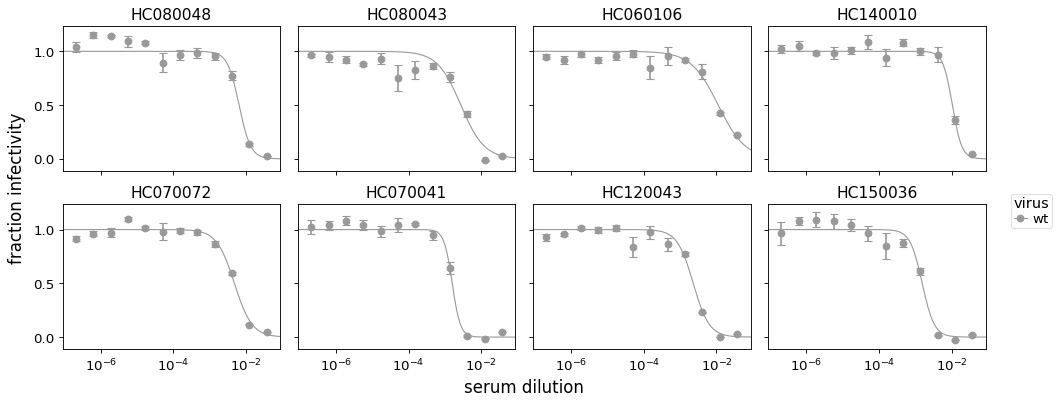 HC080048 HC080043 HC060106 HC140010
1.0
0.5
0.0
HC070072 HC070041 HC120043 HC150036
1.0
0.5
0.0
10⁻⁶ 10⁻⁴ 10⁻² 10⁻⁶ 10⁻⁴ 10⁻² 10⁻⁶ 10⁻⁴ 10⁻² 10⁻⁶ 10⁻⁴ 10⁻²
serum dilution
fraction infectivity
virus
wt